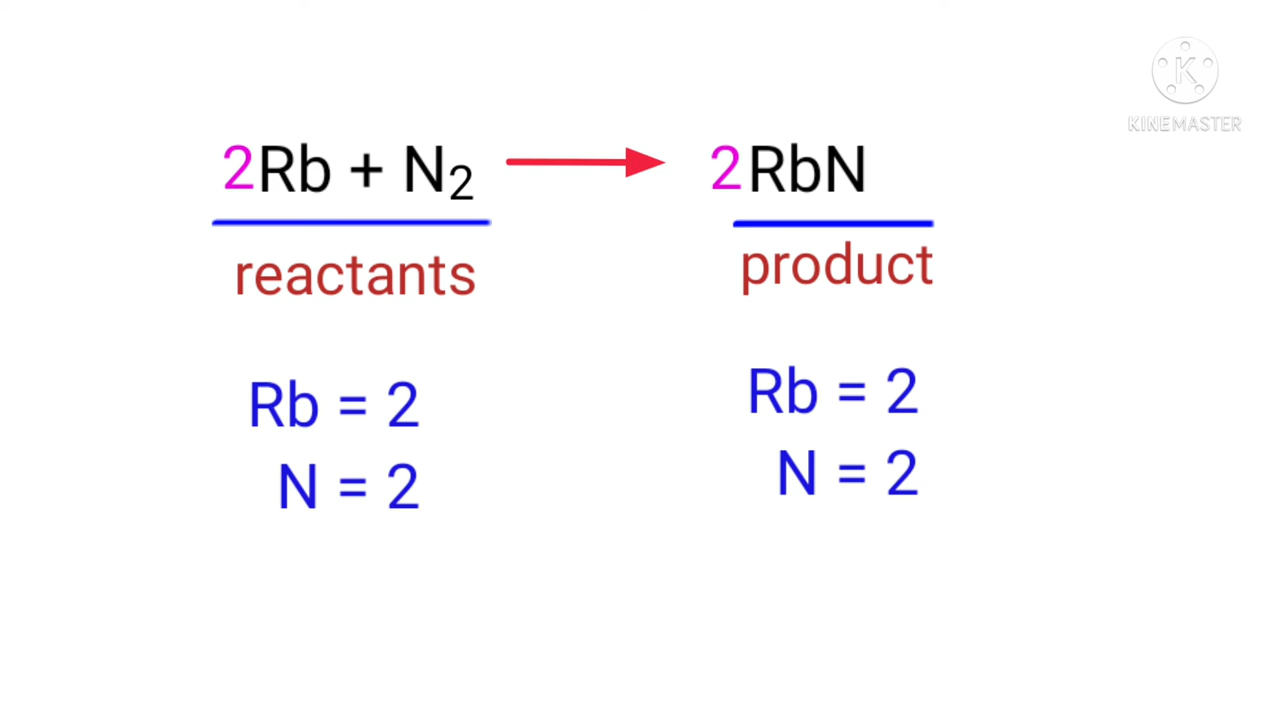 2Rb + N₂ → 2RbN
reactants
product
Rb = 2
N = 2
Rb = 2
N = 2
K
KINEMASTER